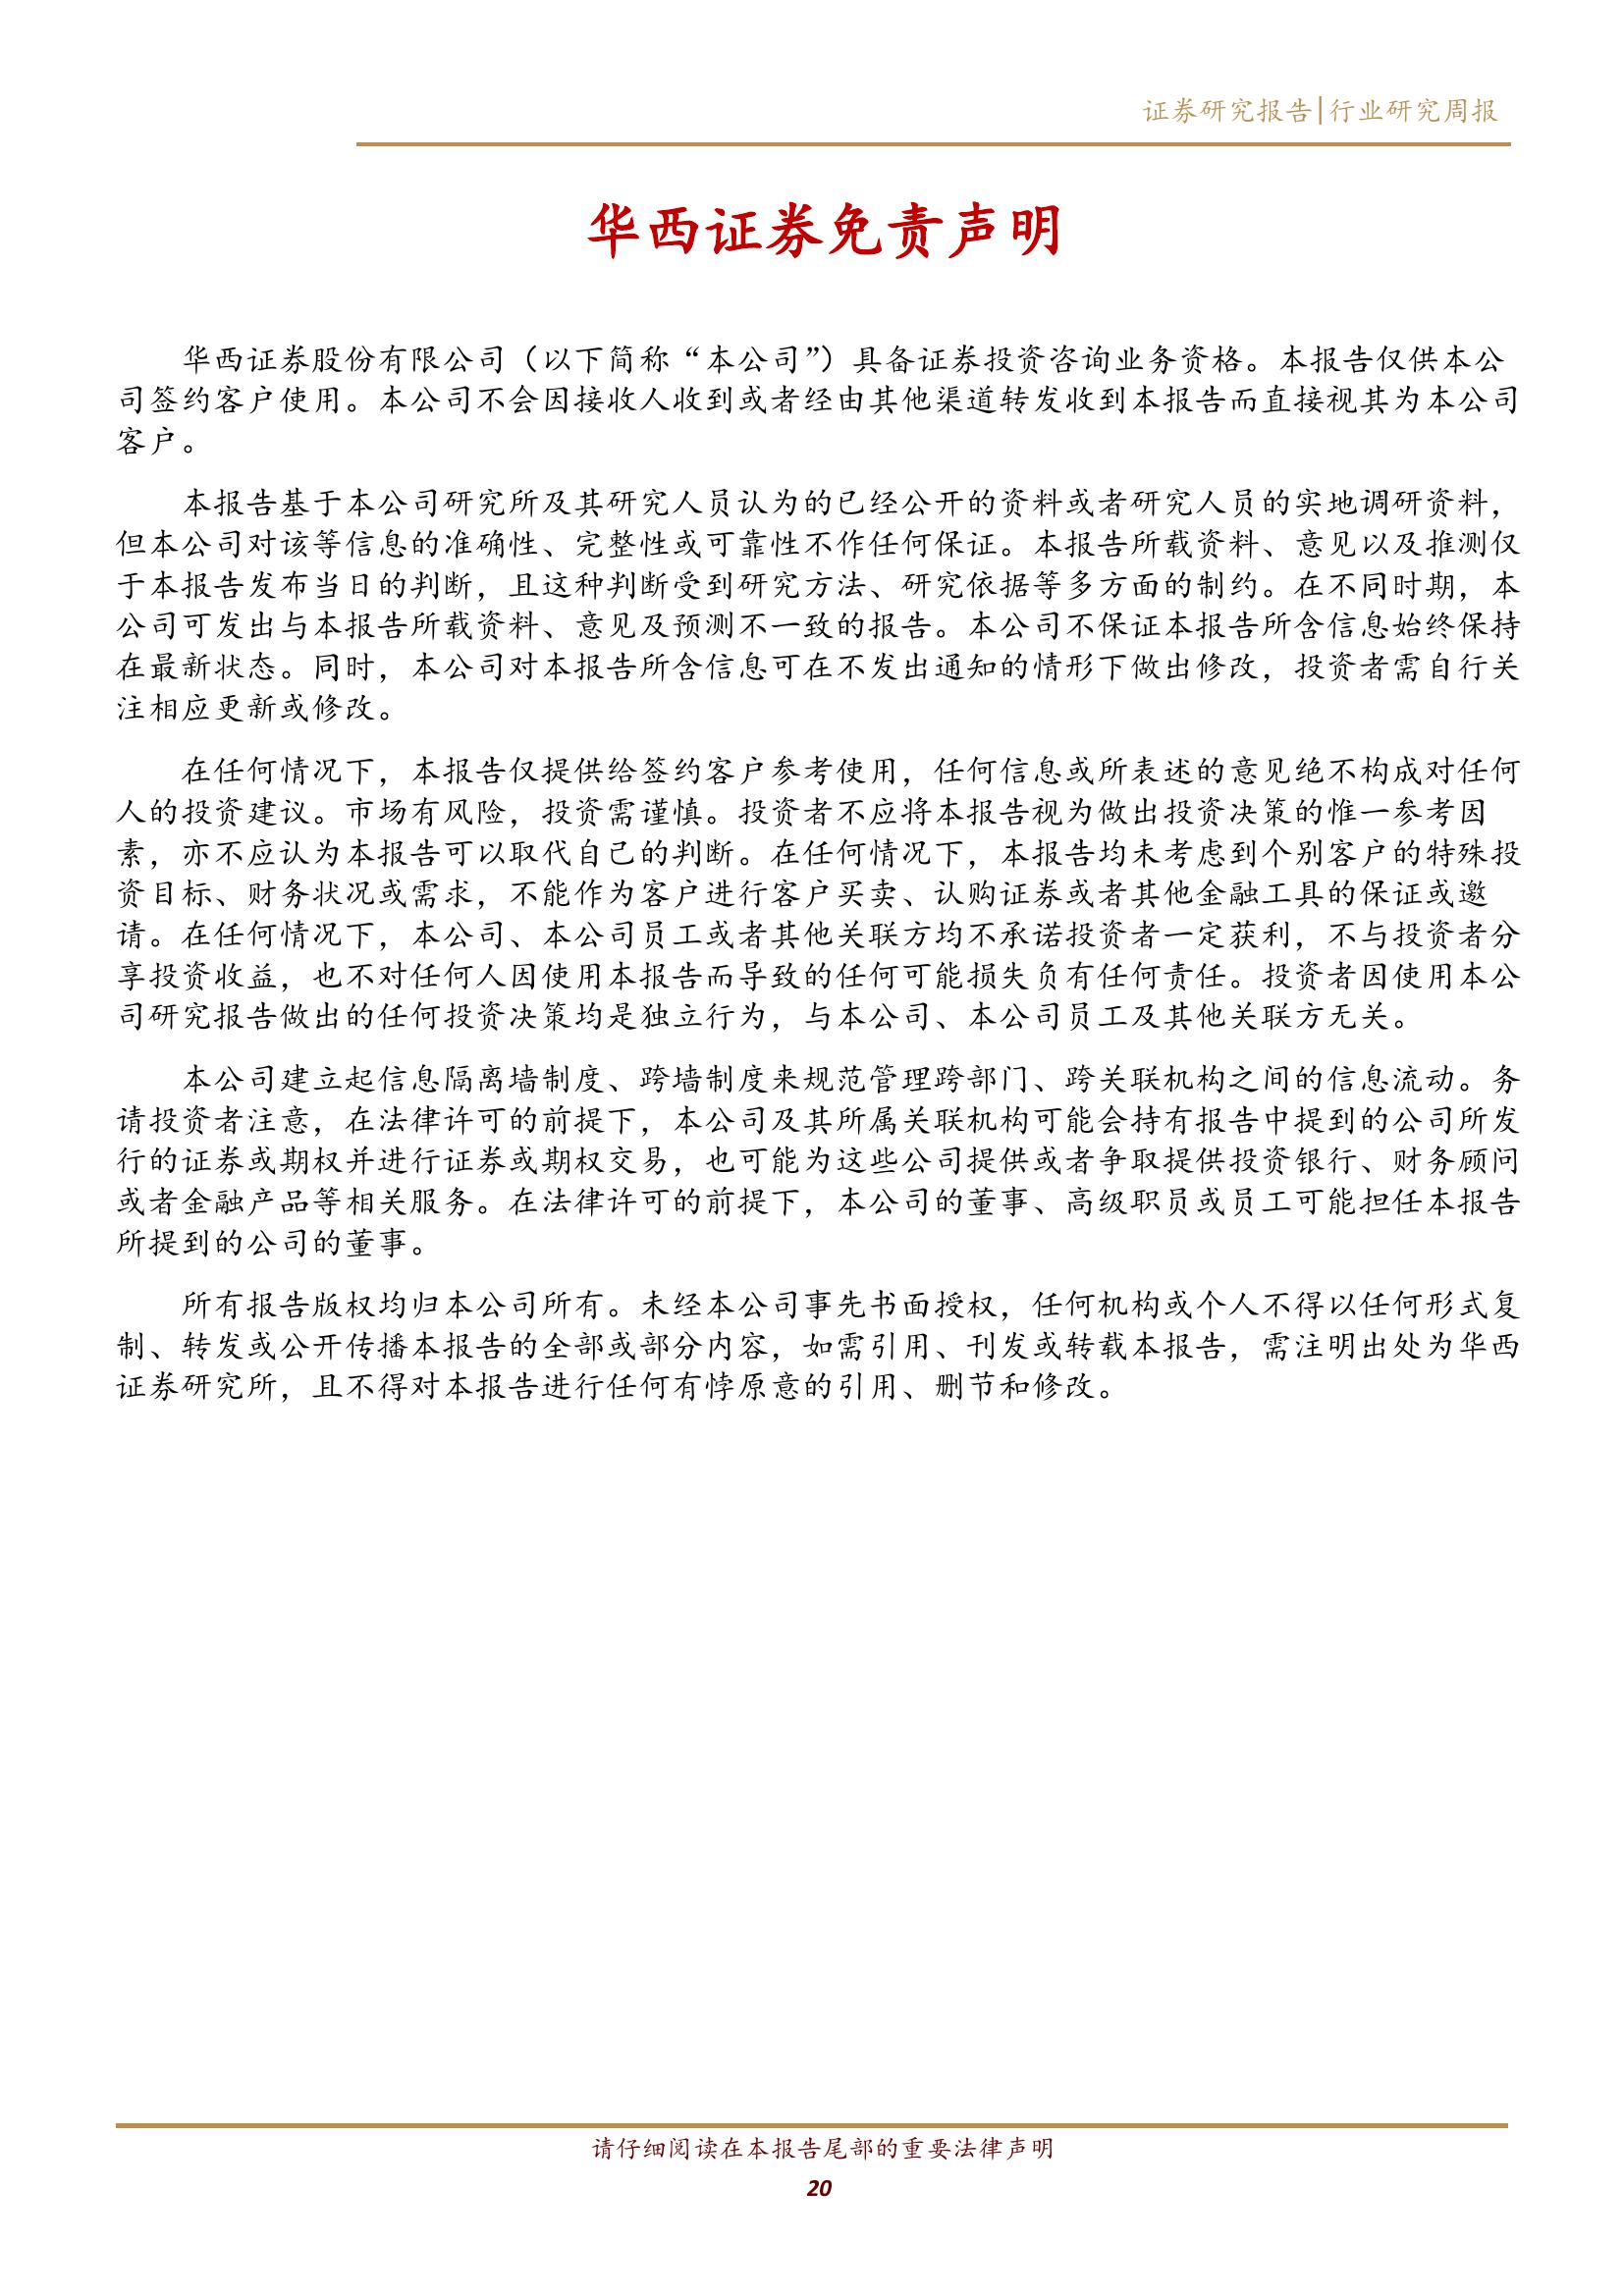 证券研究报告|行业研究周报
华西证券免责声明
华西证券股份有限公司（以下简称“本公司”）具备证券投资咨询业务资格。本报告仅供本公
司签约客户使用。本公司不会因接收人收到或者经由其他渠道转发收到本报告而直接视其为本公司
客户。
本报告基于本公司研究所及其研究人员认为的已经公开的资料或者研究人员的实地调研资料，
但本公司对该等信息的准确性、完整性或可靠性不作任何保证。本报告所载资料、意见以及推测仅
于本报告发布当日的判断，且这种判断受到研究方法、研究依据等多方面的制约。在不同时期，本
公司可发出与本报告所载资料、意见及预测不一致的报告。本公司不保证本报告所含信息始终保持
在最新状态。同时，本公司对本报告所含信息可在不发出通知的情形下做出修改，投资者需自行关
注相应更新或修改。
在任何情况下，本报告仅提供给签约客户参考使用，任何信息或所表述的意见绝不构成对任何
人的投资建议。市场有风险，投资需谨慎。投资者不应将本报告视为做出投资决策的惟一参考因
素，亦不应认为本报告可以取代自己的判断。在任何情况下，本报告均未考虑到个别客户的特殊投
资目标、财务状况或需求，不能作为客户进行客户买卖、认购证券或者其他金融工具的保证或邀
请。在任何情况下，本公司、本公司员工或者其他关联方均不承诺投资者一定获利，不与投资者分
享投资收益，也不对任何人因使用本报告而导致的任何可能损失负有任何责任。投资者因使用本公
司研究报告做出的任何投资决策均是独立行为，与本公司、本公司员工及其他关联方无关。
本公司建立起信息隔离墙制度、跨墙制度来规范管理跨部门、跨关联机构之间的信息流动。务
请投资者注意，在法律许可的前提下，本公司及其所属关联机构可能会持有报告中提到的公司所发
行的证券或期权并进行证券或期权交易，也可能为这些公司提供或者争取提供投资银行、财务顾问
或者金融产品等相关服务。在法律许可的前提下，本公司的董事、高级职员或员工可能担任本报告
所提到的公司的董事。
所有报告版权均归本公司所有。未经本公司事先书面授权，任何机构或个人不得以任何形式复
制、转发或公开传播本报告的全部或部分内容，如需引用、刊发或转载本报告，需注明出处为华西
证券研究所，且不得对本报告进行任何有悖原意的引用、删节和修改。
请仔细阅读在本报告尾部的重要法律声明
20